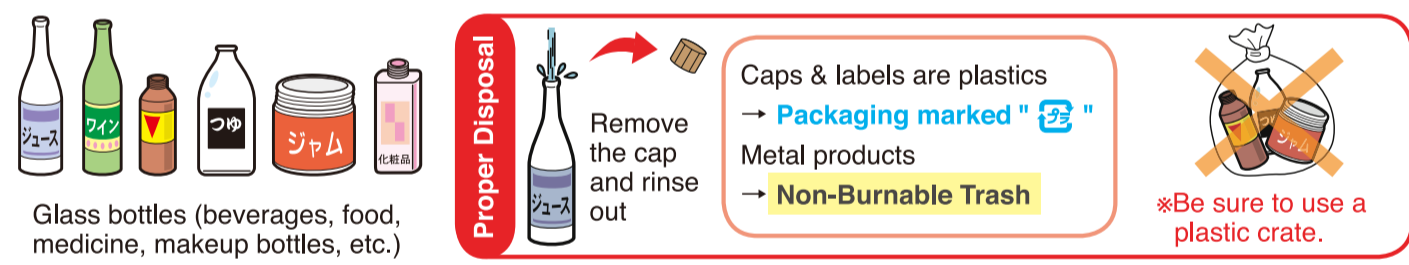 ジュース
ワイン
つゆ
ジャム
化粧品
Glass bottles (beverages, food,
medicine, makeup bottles, etc.)
Proper Disposal
ジュース
Remove
the cap
and rinse
out
Caps & labels are plastics
→ Packaging marked " プラ "
Metal products
→ Non-Burnable Trash
つゆ
ジャム
※Be sure to use a
plastic crate.